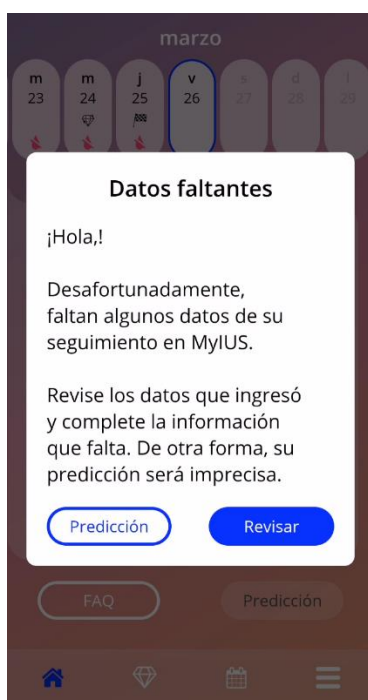 marzo
m m j v s d l
23 24 25 26 27 28 29
Datos faltantes
¡Hola,!
Desafortunadamente,
faltan algunos datos de su
seguimiento en MyIUS.
Revise los datos que ingresó
y complete la información
que falta. De otra forma, su
predicción será imprecisa.
Predicción Revisar
FAQ Predicción